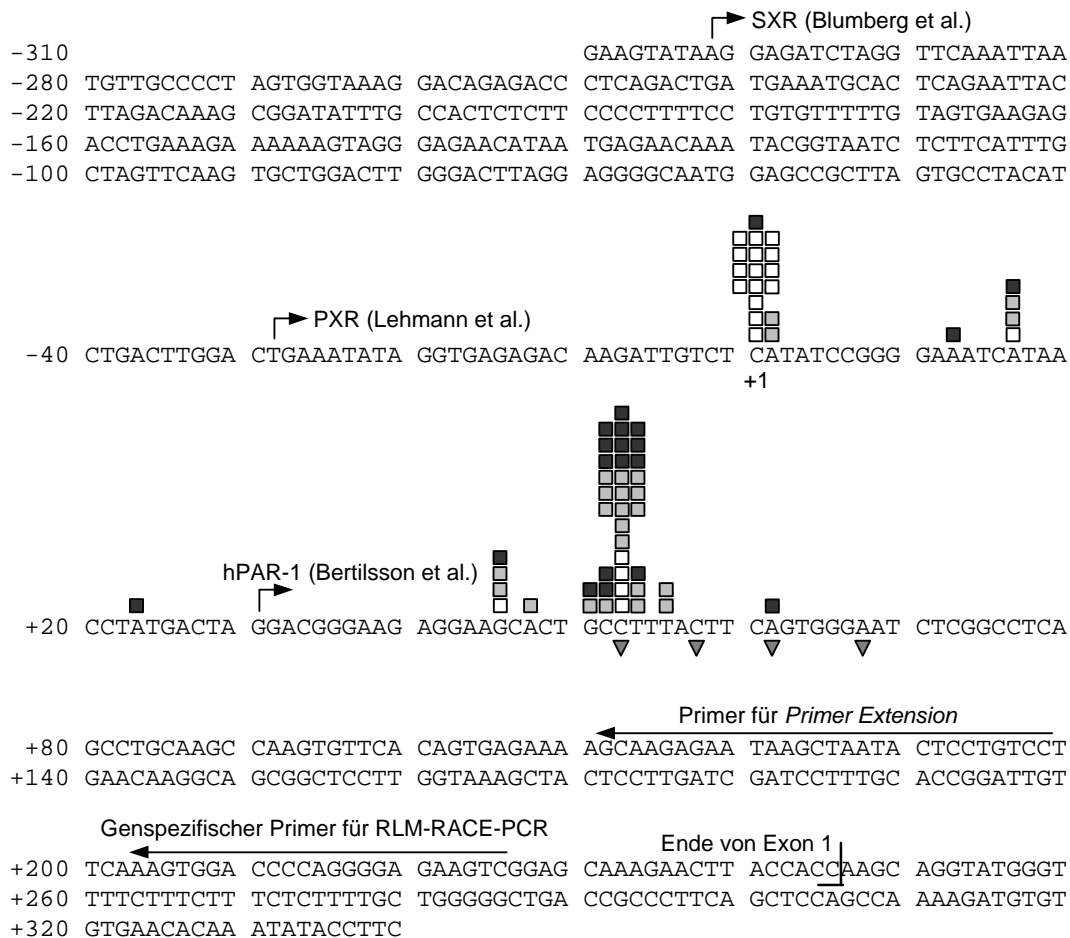 SXR (Blumberg et al.)
-310 GAAGTATAAG GAGATCTAGG TTCAAATTAA
-280 TGTTGCCCCT AGTGGTAAAG GACAGAGACC CTCAGACTGA TGAAATGCAC TCAGAATTAC
-220 TTAGACAAAG CGGATATTTG CCACTCTCTT CCCCTTTTCC TGTGTTTTTG TAGTGAAGAG
-160 ACCTGAAAGA AAAAAGTAGG GAGAACATAA TGAGAACAAA TACGGTAATC TCTTCATTTG
-100 CTAGTTCAAG TGCTGGACTT GGGACTTAGG AGGGGCAATG GAGCCGCTTA GTGCCTACAT
PXR (Lehmann et al.)
-40 CTGACTTGGA CTGAAATATA GGTGAGAGAC AAGATTGTCT CATATCCGGG GAAATCATAA
+1
hPAR-1 (Bertilsson et al.)
+20 CCTATGACTA GGACGGGAAG AGGAAGCACT GCCTTTACTT CAGTGGGAAT CTCGGCCTCA
Primer für Primer Extension
+80 GCCTGCAAGC CAAGTGTTCA CAGTGAGAAA AGCAAGAGAA TAAGCTAATA CTCCTGTCCT
+140 GAACAAGGCA GCGGCTCCTT GGTAAAGCTA CTCCTTGATC GATCCTTTGC ACCGGATTGT
Genspezifischer Primer für RLM-RACE-PCR
Ende von Exon 1
+200 TCAAAGTGGA CCCCAGGGGA GAAGTCGGAG CAAAGAACTT ACCACCAAGC AGGTATGGGT
+260 TTTCTTTCTT TCTCTTTTGC TGGGGGCTGA CCGCCCTTCA GCTCCAGCCA AAAGATGTGT
+320 GTGAACACAA ATATACCTTC